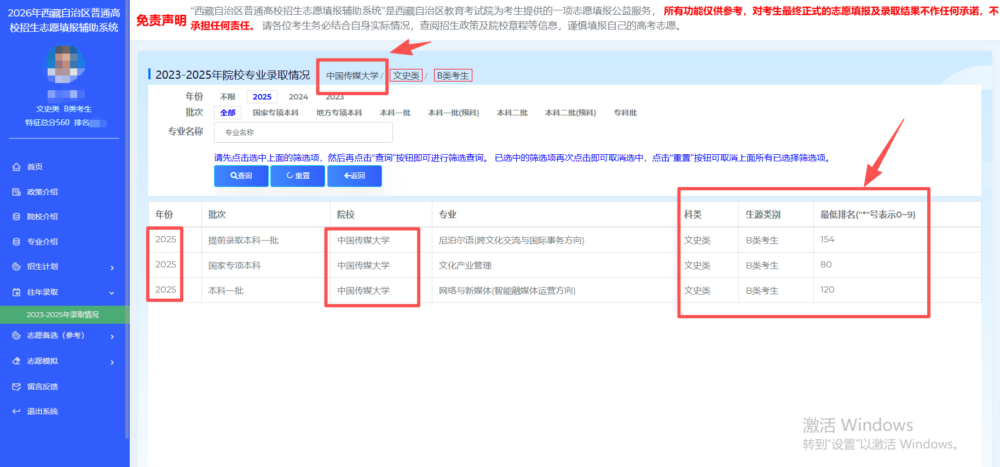 2026年西藏自治区普通高
校招生志愿填报辅助系统
文史类 B类考生
特征总分560 排名
首页
政策介绍
院校介绍
专业介绍
招生计划
往年录取
2023-2025年录取情况
志愿备选（参考）
志愿模拟
留言反馈
退出系统
免责声明
“西藏自治区普通高校招生志愿填报辅助系统”是西藏自治区教育考试院为考生提供的一项志愿填报公益服务， 所有功能仅供参考，对考生最终正式的志愿填报及录取结果不作任何承诺，不
承担任何责任。 请各位考生务必结合自身实际情况，查阅招生政策及院校章程等信息，谨慎填报自己的高考志愿。
2023-2025年院校专业录取情况 中国传媒大学/ 文史类 / B类考生
年份 不限 2025 2024 2023
批次 全部 国家专项本科 地方专项本科 本科一批 本科一批(预科) 本科二批 本科二批(预科) 专科批
专业名称 专业名称
请先点击选中上面的筛选项，然后再点击“查询”按钮即可进行筛选查询。 已选中的筛选项再次点击即可取消选中，点击“重置”按钮可取消上面所有已选择筛选项。
查询 重置 返回
年份 批次 院校 专业 科类 生源类别 最低排名("*"号表示0~9)
2025 提前录取本科一批 中国传媒大学 尼泊尔语(跨文化交流与国际事务方向) 文史类 B类考生 154
2025 国家专项本科 中国传媒大学 文化产业管理 文史类 B类考生 80
2025 本科一批 中国传媒大学 网络与新媒体(智能融媒体运营方向) 文史类 B类考生 120
激活 Windows
转到“设置”以激活 Windows。